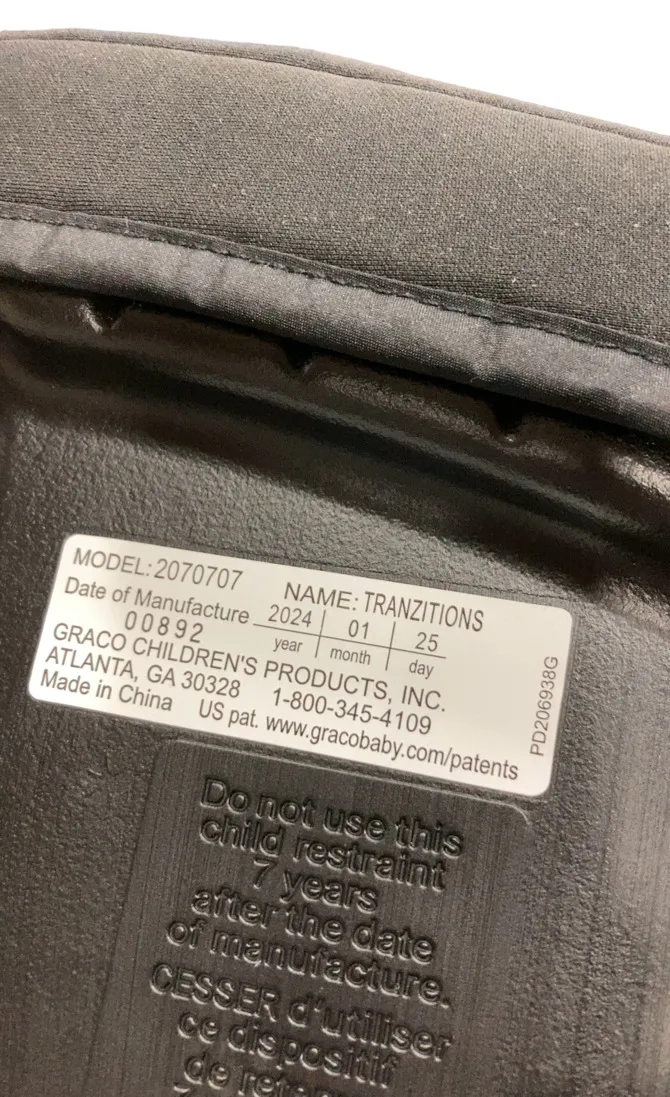 MODEL: 2070707 NAME: TRANZITIONS
Date of Manufacture 2024 01 25
00892 year month day
GRACO CHILDREN'S PRODUCTS, INC.
ATLANTA, GA 30328 1-800-345-4109
Made in China US pat. www.gracobaby.com/patents
PD206938G
Do not use this
child restraint
7 years
after the date
of manufacture.
CESSER d'utiliser
ce dispositif
de